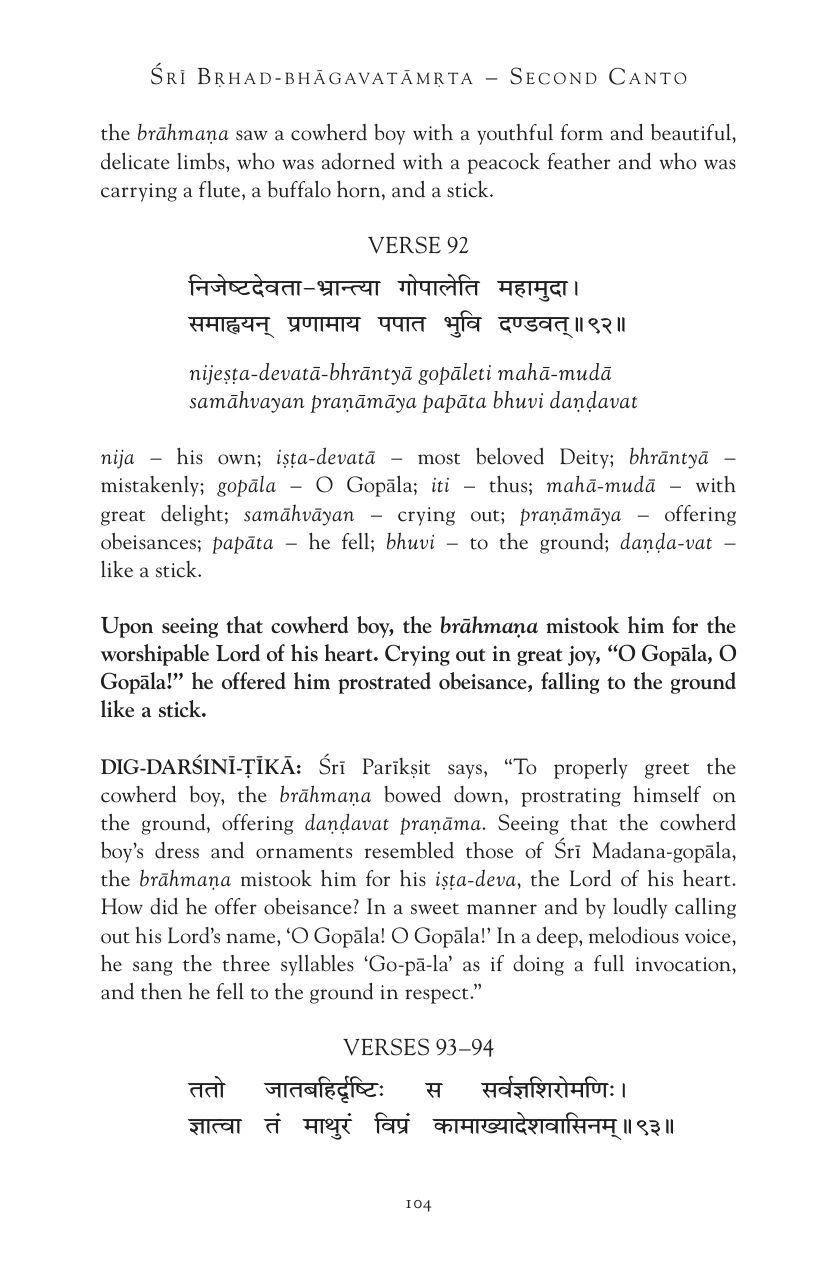 ŚRĪ BṚHAD-BHĀGAVATĀMṚTA – SECOND CANTO
the brāhmaṇa saw a cowherd boy with a youthful form and beautiful,
delicate limbs, who was adorned with a peacock feather and who was
carrying a flute, a buffalo horn, and a stick.
VERSE 92
निजेष्टदेवता-भ्रान्त्या गोपालेति महामुदा।
समाह्वयन् प्रणामाय पपात भुवि दण्डवत्॥९२॥
nijeṣṭa-devatā-bhrāntyā gopāleti mahā-mudā
samāhvayan praṇāmāya papāta bhuvi daṇḍavat
nija – his own; iṣṭa-devatā – most beloved Deity; bhrāntyā –
mistakenly; gopāla – O Gopāla; iti – thus; mahā-mudā – with
great delight; samāhvāyan – crying out; praṇāmāya – offering
obeisances; papāta – he fell; bhuvi – to the ground; daṇḍa-vat –
like a stick.
Upon seeing that cowherd boy, the brāhmaṇa mistook him for the
worshipable Lord of his heart. Crying out in great joy, “O Gopāla, O
Gopāla!” he offered him prostrated obeisance, falling to the ground
like a stick.
DIG-DARŚINĪ-ṬĪKĀ: Śrī Parīkṣit says, “To properly greet the
cowherd boy, the brāhmaṇa bowed down, prostrating himself on
the ground, offering daṇḍavat praṇāma. Seeing that the cowherd
boy’s dress and ornaments resembled those of Śrī Madana-gopāla,
the brāhmaṇa mistook him for his iṣṭa-deva, the Lord of his heart.
How did he offer obeisance? In a sweet manner and by loudly calling
out his Lord’s name, ‘O Gopāla! O Gopāla!’ In a deep, melodious voice,
he sang the three syllables ‘Go-pā-la’ as if doing a full invocation,
and then he fell to the ground in respect.”
VERSES 93–94
ततो जातबहिर्दृष्टिः स सर्वज्ञशिरोमणिः।
ज्ञात्वा तं माथुरं विप्रं कामाख्यादेशवासिनम्॥९३॥
104